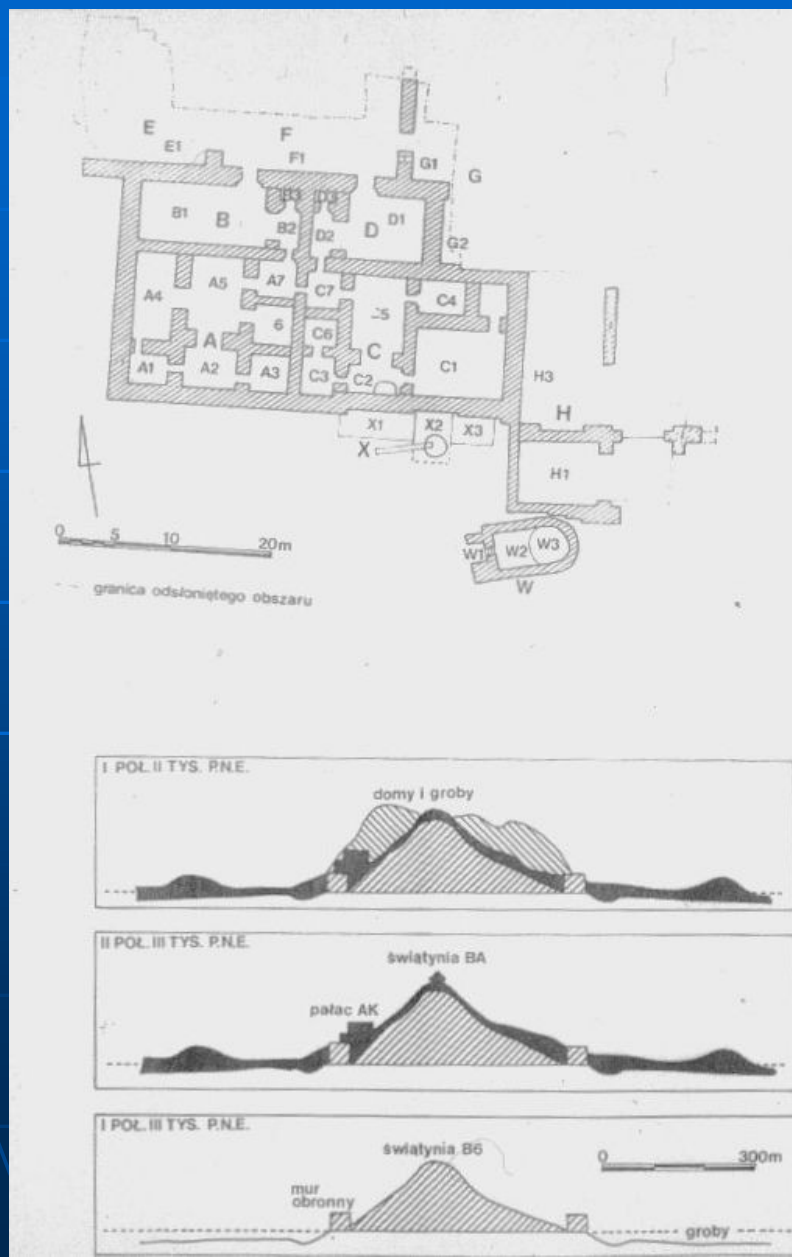 E
E1
F
F1
G1
G
B1
B
B3
D3
B2
D2
D
D1
G2
A4
A5
A7
C7
C4
6
C6
A
C
C1
A1
A2
A3
C3
C2
H3
H
X1
X2
X3
X
H1
W1
W2
W3
W
0 5 10 20m
granica odsłoniętego obszaru
I POŁ. II TYS. P.N.E.
domy i groby
II POŁ. III TYS. P.N.E.
świątynia BA
pałac AK
I POŁ. III TYS. P.N.E.
świątynia B6
0 300m
mur
obronny
groby